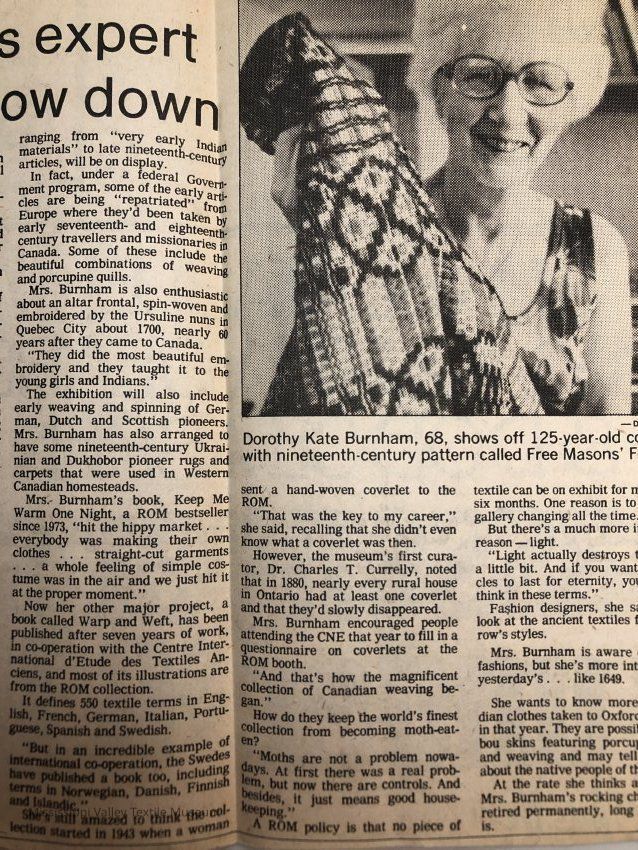 s expert
ow down
ranging from "very early Indian
materials" to late nineteenth-century
articles, will be on display.
In fact, under a federal Govern-
ment program, some of the early arti-
cles are being "repatriated" from
Europe where they'd been taken by
early seventeenth- and eighteenth-
century travellers and missionaries in
Canada. Some of these include the
beautiful combinations of weaving
and porcupine quills.
Mrs. Burnham is also enthusiastic
about an altar frontal, spin-woven and
embroidered by the Ursuline nuns in
Quebec City about 1700, nearly 60
years after they came to Canada.
"They did the most beautiful em-
broidery and they taught it to the
young girls and Indians."
The exhibition will also include
early weaving and spinning of Ger-
man, Dutch and Scottish pioneers.
Mrs. Burnham has also arranged to
have some nineteenth-century Ukrai-
nian and Dukhobor pioneer rugs and
carpets that were used in Western
Canadian homesteads.
Mrs. Burnham's book, Keep Me
Warm One Night, a ROM bestseller
since 1973, "hit the hippy market . . .
everybody was making their own
clothes . . . straight-cut garments
. . . a whole feeling of simple cos-
tume was in the air and we just hit it
at the proper moment."
Now her other major project, a
book called Warp and Weft, has been
published after seven years of work,
in co-operation with the Centre Inter-
national d'Etude des Textiles An-
ciens, and most of its illustrations are
from the ROM collection.
It defines 550 textile terms in Eng-
lish, French, German, Italian, Portu-
guese, Spanish and Swedish.
"But in an incredible example of
international co-operation, the Swedes
have published a book too, including
terms in Norwegian, Danish, Finnish
and Islandic."
She's still amazed to think the col-
lection started in 1943 when a woman
Valley Textile
Dorothy Kate Burnham, 68, shows off 125-year-old co
with nineteenth-century pattern called Free Masons' F
sent a hand-woven coverlet to the
ROM.
"That was the key to my career,"
she said, recalling that she didn't even
know what a coverlet was then.
However, the museum's first cura-
tor, Dr. Charles T. Currelly, noted
that in 1880, nearly every rural house
in Ontario had at least one coverlet
and that they'd slowly disappeared.
Mrs. Burnham encouraged people
attending the CNE that year to fill in a
questionnaire on coverlets at the
ROM booth.
"And that's how the magnificent
collection of Canadian weaving be-
gan."
How do they keep the world's finest
collection from becoming moth-eat-
en?
"Moths are not a problem nowa-
days. At first there was a real prob-
lem, but now there are controls. And
besides, it just means good house-
keeping."
A ROM policy is that no piece of
textile can be on exhibit for m
six months. One reason is to
gallery changing all the time.
But there's a much more i
reason — light.
"Light actually destroys t
a little bit. And if you want
cles to last for eternity, you
think in these terms."
Fashion designers, she sa
look at the ancient textiles f
row's styles.
Mrs. Burnham is aware
fashions, but she's more int
yesterday's . . . like 1649.
She wants to know more
dian clothes taken to Oxford
in that year. They are possib
bou skins featuring porcup
and weaving and may tell
about the native people of th
At the rate she thinks a
Mrs. Burnham's rocking ch
retired permanently, long
is.